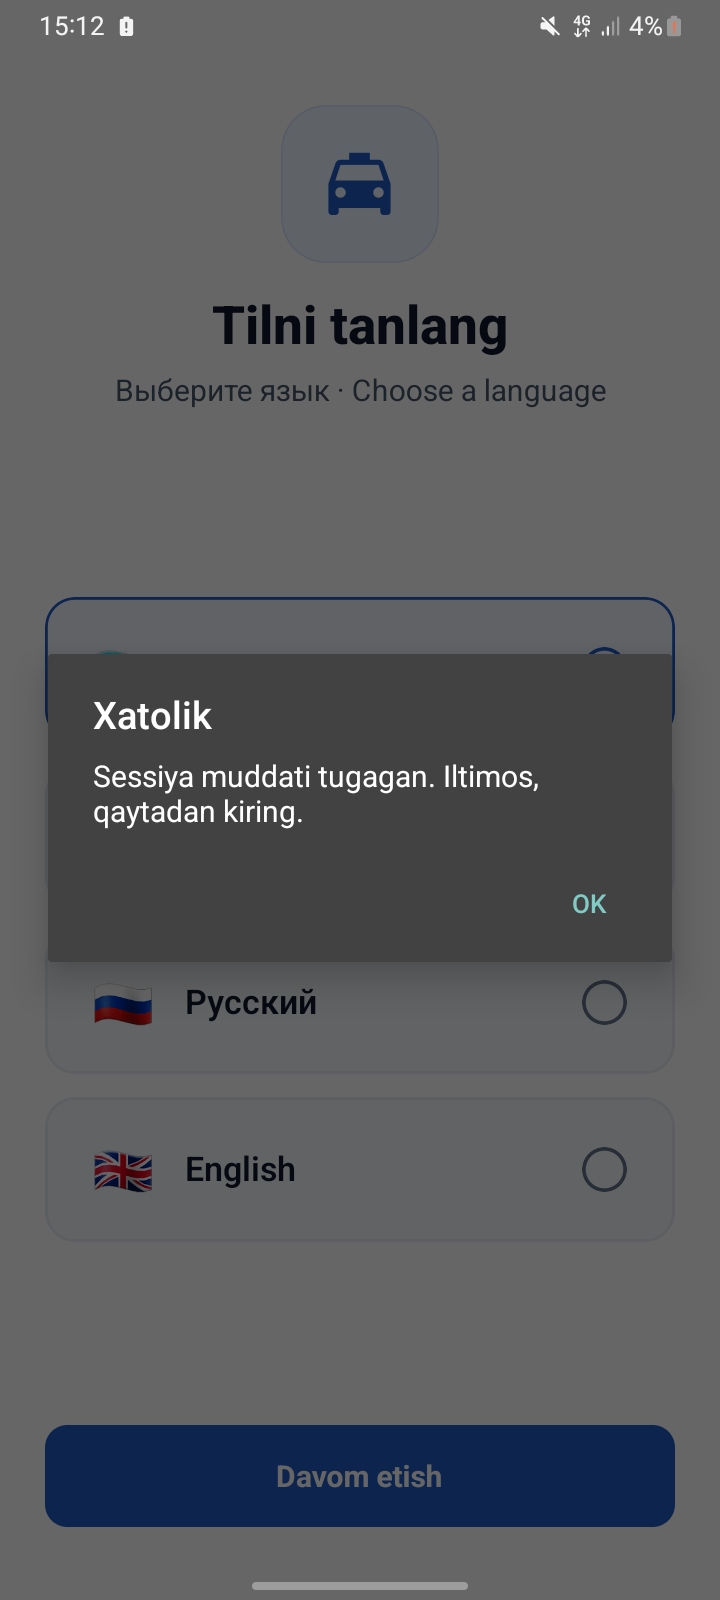 15:12
4G
4%
Tilni tanlang
Выберите язык · Choose a language
Xatolik
Sessiya muddati tugagan. Iltimos,
qaytadan kiring.
OK
Русский
English
Davom etish